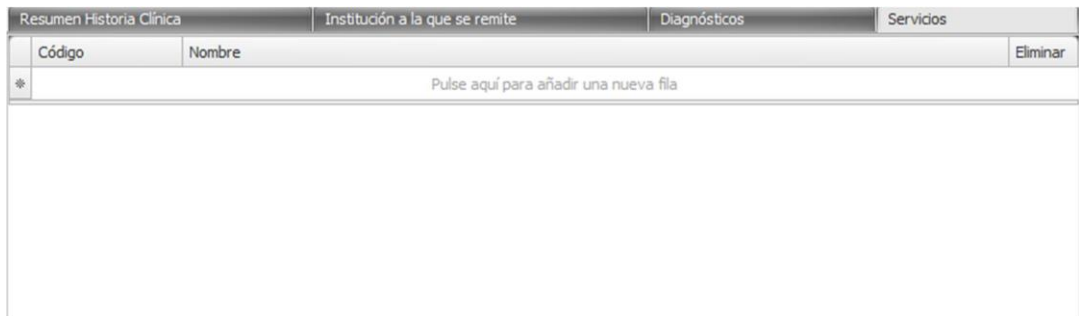 Resumen Historia Clínica Institución a la que se remite Diagnósticos Servicios
Código Nombre Eliminar
Pulse aquí para añadir una nueva fila